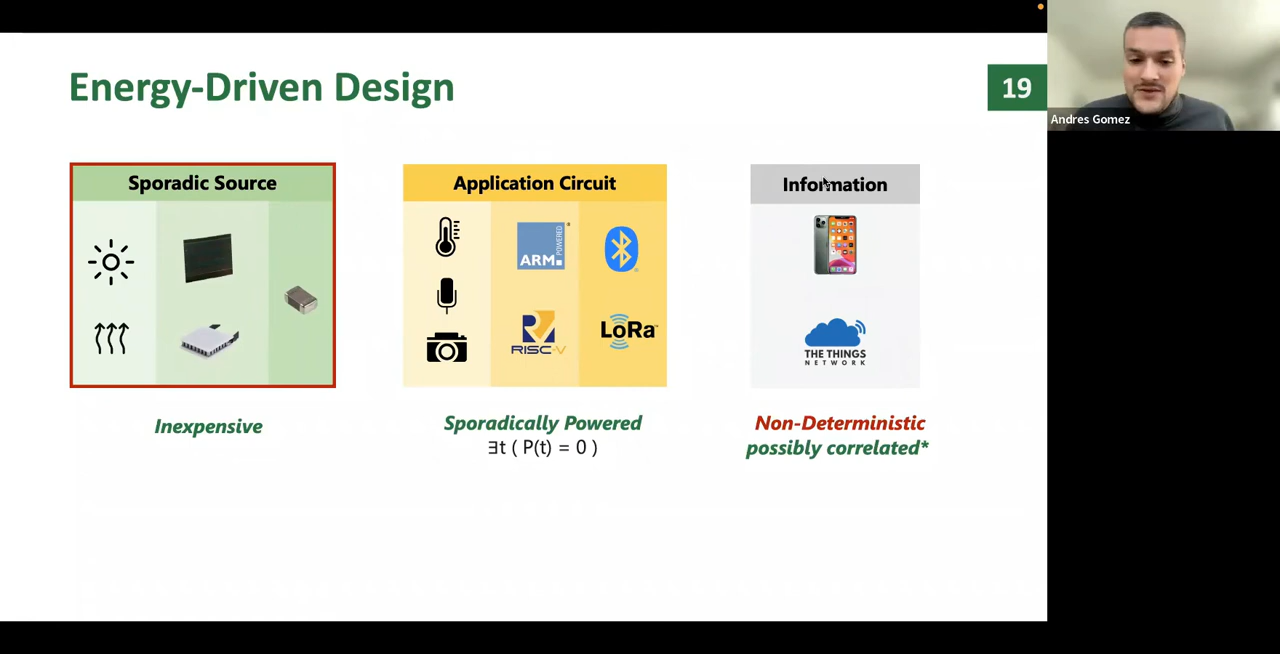 Energy-Driven Design
19
Andres Gomez
Sporadic Source
Application Circuit
Information
ARM
POWERED
RISC-V
LoRa
THE THINGS
NETWORK
Inexpensive
Sporadically Powered
∃t ( P(t) = 0 )
Non-Deterministic
possibly correlated*